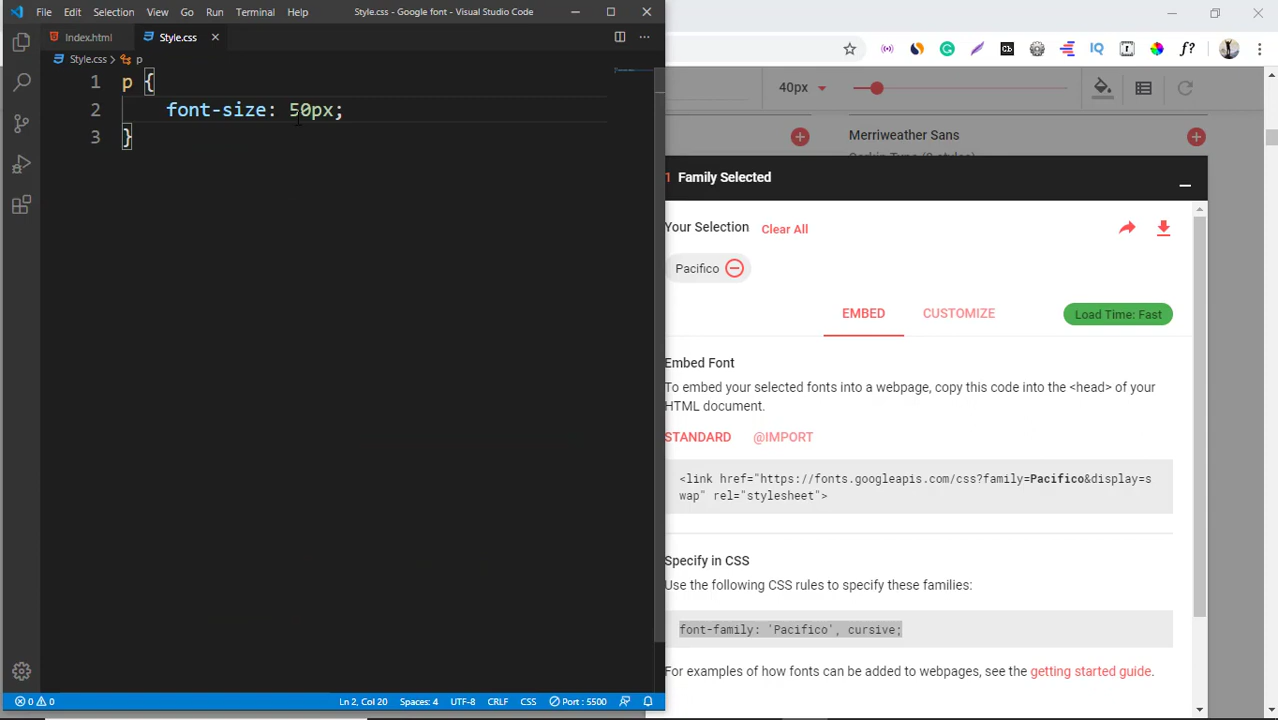 File Edit Selection View Go Run Terminal Help Style.css - Google font - Visual Studio Code
Index.html Style.css
Style.css > p
1 p {
2 font-size: 50px;
3 }
Ln 2, Col 20 Spaces: 4 UTF-8 CRLF CSS Port : 5500
0 0
40px
Merriweather Sans
1 Family Selected
Your Selection Clear All
Pacifico
EMBED CUSTOMIZE Load Time: Fast
Embed Font
To embed your selected fonts into a webpage, copy this code into the <head> of your
HTML document.
STANDARD @IMPORT
<link href="https://fonts.googleapis.com/css?family=Pacifico&display=s
wap" rel="stylesheet">
Specify in CSS
Use the following CSS rules to specify these families:
font-family: 'Pacifico', cursive;
For examples of how fonts can be added to webpages, see the getting started guide.